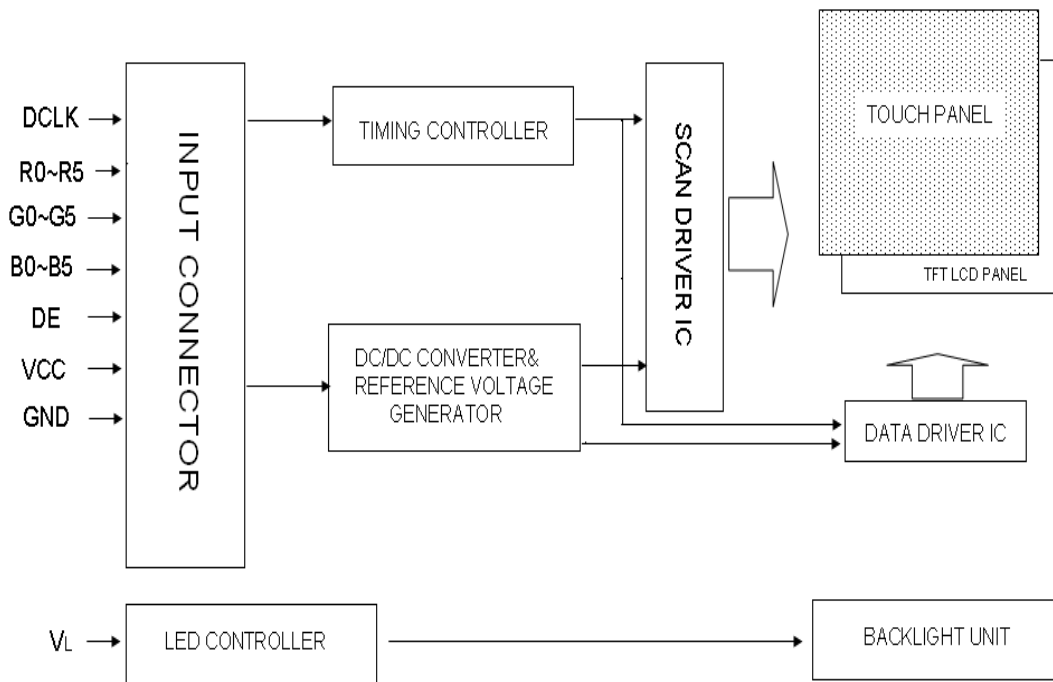 DCLK
R0~R5
G0~G5
B0~B5
DE
VCC
GND
INPUT CONNECTOR
TIMING CONTROLLER
DC/DC CONVERTER&
REFERENCE VOLTAGE
GENERATOR
SCAN DRIVER IC
TOUCH PANEL
TFT LCD PANEL
DATA DRIVER IC
VL
LED CONTROLLER
BACKLIGHT UNIT